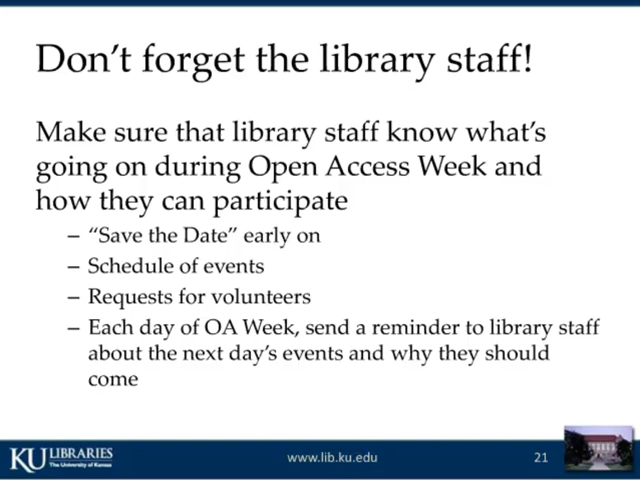 Don’t forget the library staff!
Make sure that library staff know what’s
going on during Open Access Week and
how they can participate
– “Save the Date” early on
– Schedule of events
– Requests for volunteers
– Each day of OA Week, send a reminder to library staff
about the next day’s events and why they should
come
KU LIBRARIES
The University of Kansas
www.lib.ku.edu
21